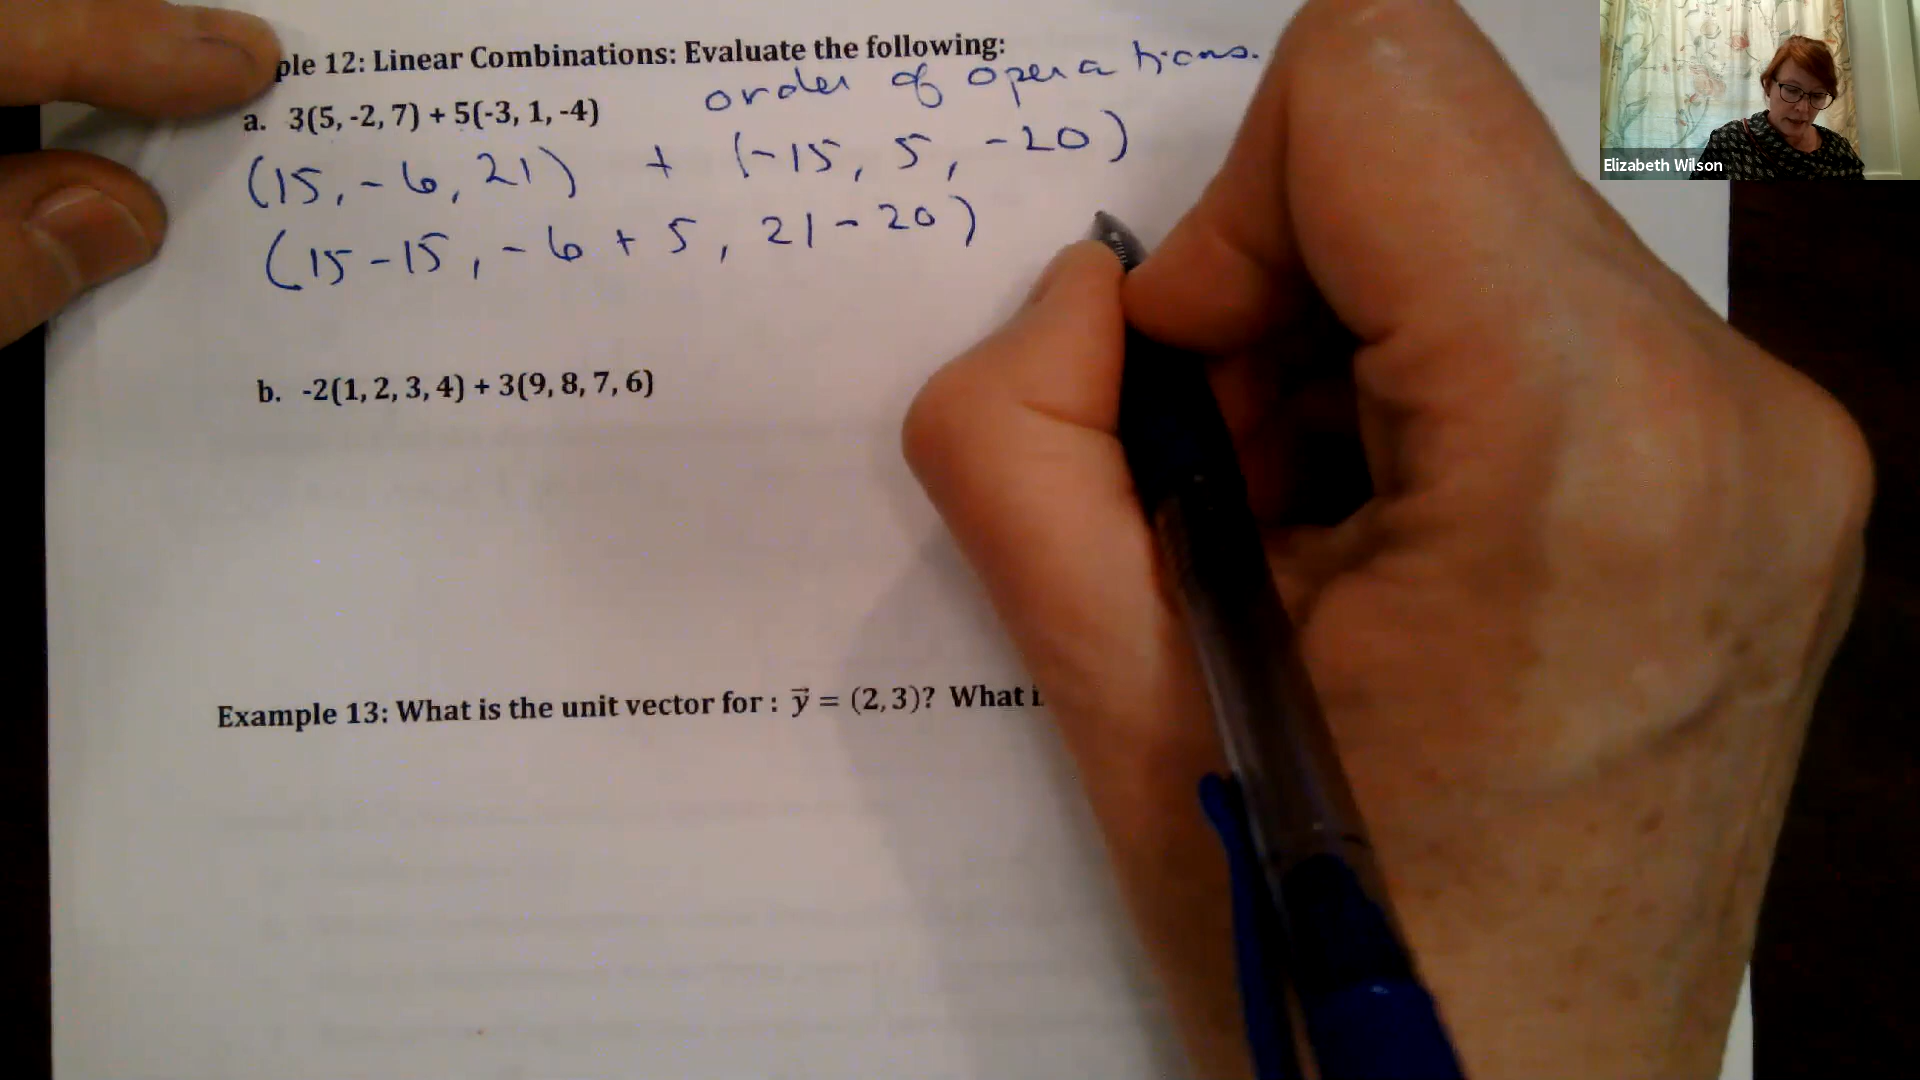 ple 12: Linear Combinations: Evaluate the following:
order of operations.
a. 3(5, -2, 7) + 5(-3, 1, -4)
(15, -6, 21) + (-15, 5, -20)
(15-15, -6+5, 21-20)
b. -2(1, 2, 3, 4) + 3(9, 8, 7, 6)
Example 13: What is the unit vector for : y⃗ = (2, 3)? What i
Elizabeth Wilson